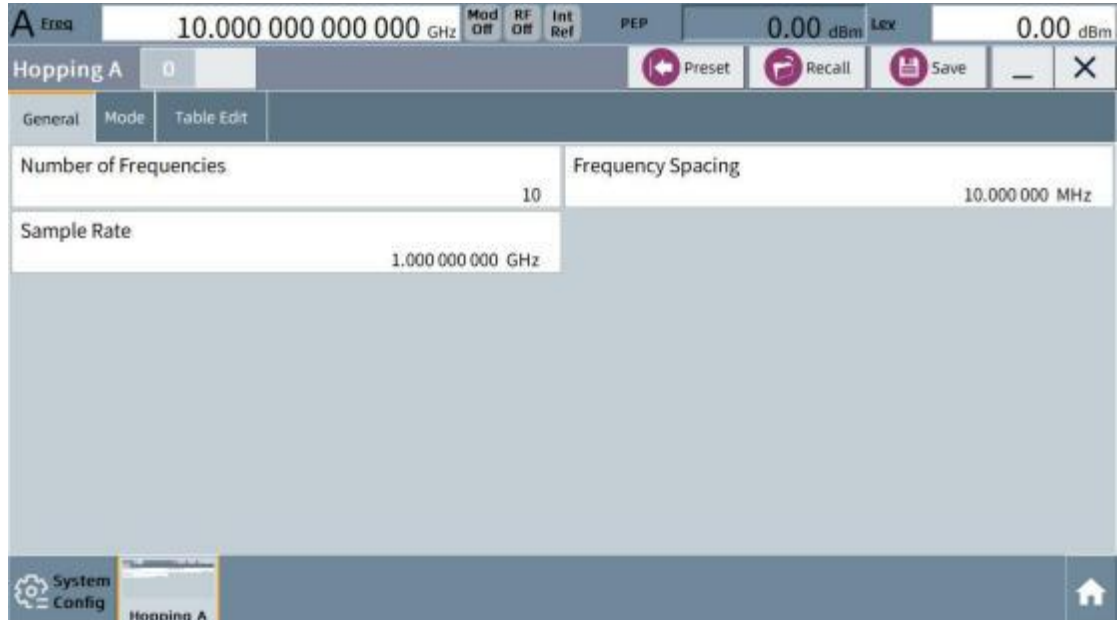 A Freq 10.000 000 000 000 GHz Mod Off RF Off Int Ref PEP 0.00 dBm Lev 0.00 dBm
Hopping A 0 Preset Recall Save
General Mode Table Edit
Number of Frequencies Frequency Spacing
10 10.000 000 MHz
Sample Rate
1.000 000 000 GHz
System
Config
Hopping A